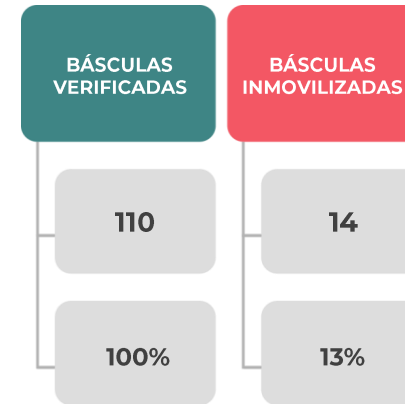 BÁSCULAS
VERIFICADAS
110
100%
BÁSCULAS
INMOVILIZADAS
14
13%